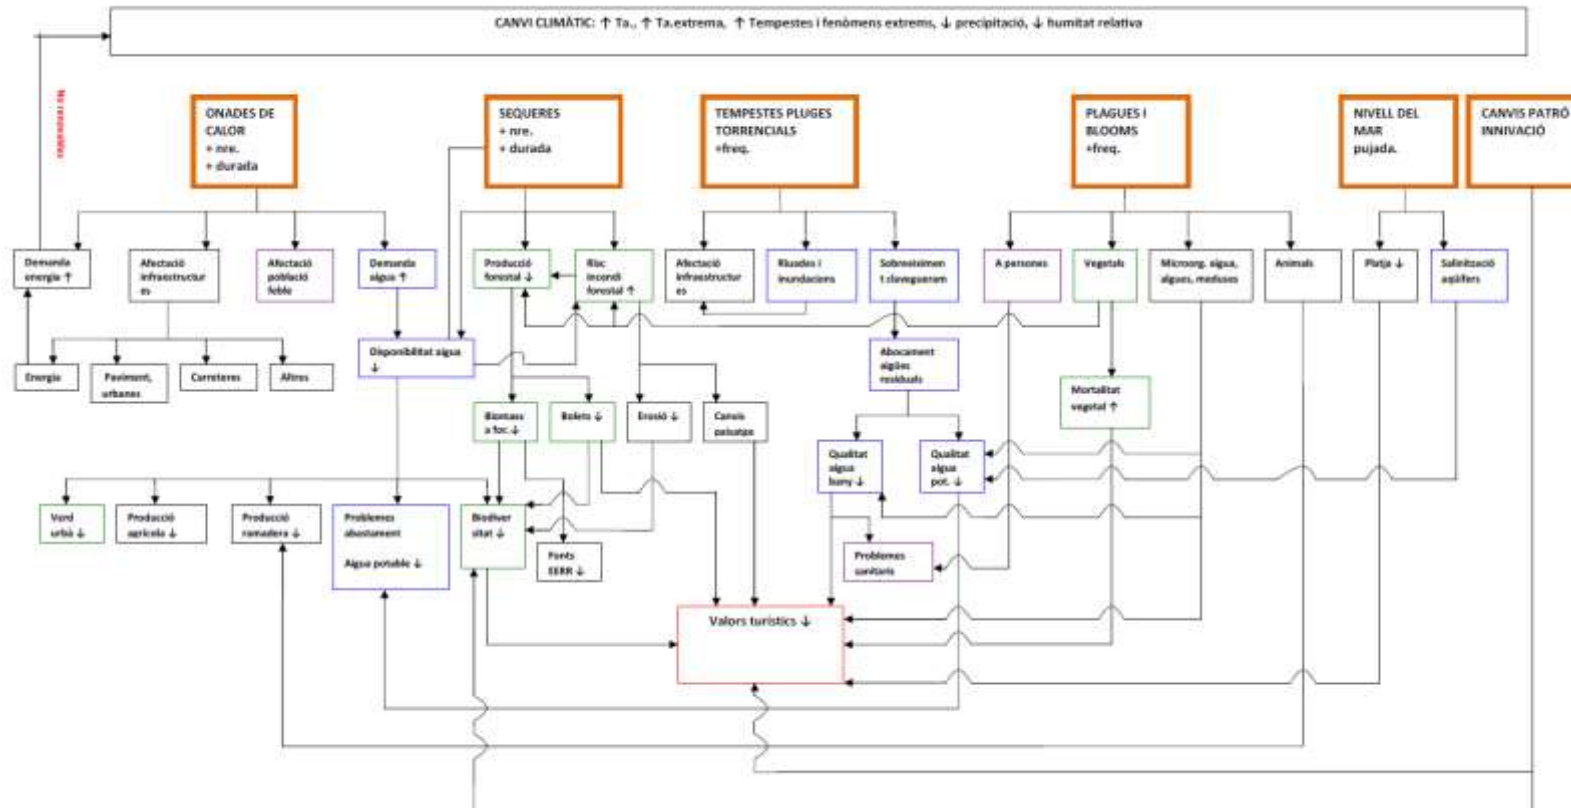 CANVI CLIMÀTIC: ↑ Ta., ↑ Ta.extrema, ↑ Tempestes i fenòmens extrems, ↓ precipitació, ↓ humitat relativa
No renovables
ONADES DE
CALOR
+ nre.
+ durada
SEQUERES
+ nre.
+ durada
TEMPESTES PLUGES
TORRENCIALS
+freq.
PLAGUES I
BLOOMS
+freq.
NIVELL DEL
MAR
pujada.
CANVIS PATRÓ
INNIVACIÓ
Demanda
energia ↑
Afectació
infraestructur
es
Afectació
població
feble
Demanda
aigua ↑
Producció
forestal ↓
Risc
incendi
forestal ↑
Afectació
infraestructur
es
Riuades i
inundacions
Sobreeiximen
t clavegueram
A persones
Vegetals
Microorg. aigua,
algues, meduses
Animals
Platja ↓
Salinització
aqüífers
Energia
Paviment,
urbanes
Carreteres
Altres
Disponibilitat aigua
↓
Abocament
aigües
residuals
Mortalitat
vegetal ↑
Biomass
a foc ↓
Bolets ↓
Erosió ↓
Canvis
paisatge
Qualitat
aigua
bany ↓
Qualitat
aigua
pot. ↓
Verd
urbà ↓
Producció
agrícola ↓
Producció
ramadera ↓
Problemes
abastament
Aigua potable ↓
Biodiver
sitat ↓
Fonts
EERR ↓
Problemes
sanitaris
Valors turístics ↓